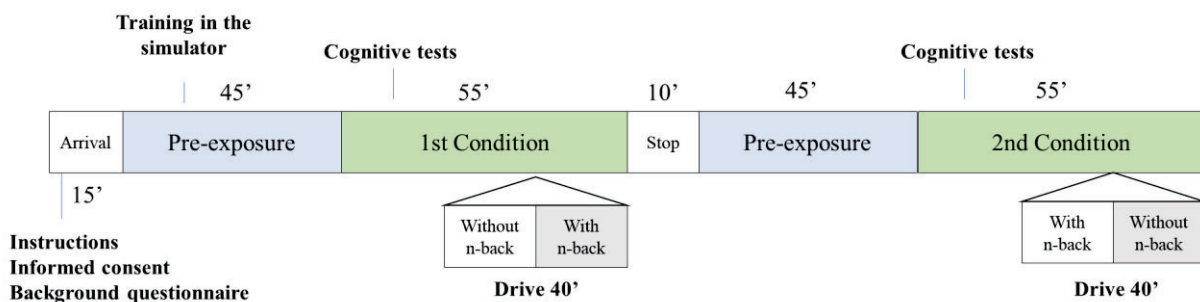 Training in the
simulator
Cognitive tests
Cognitive tests
45’
55’
10’
45’
55’
Arrival
Pre-exposure
1st Condition
Stop
Pre-exposure
2nd Condition
15’
Without
n-back
With
n-back
With
n-back
Without
n-back
Instructions
Informed consent
Background questionnaire
Drive 40’
Drive 40’